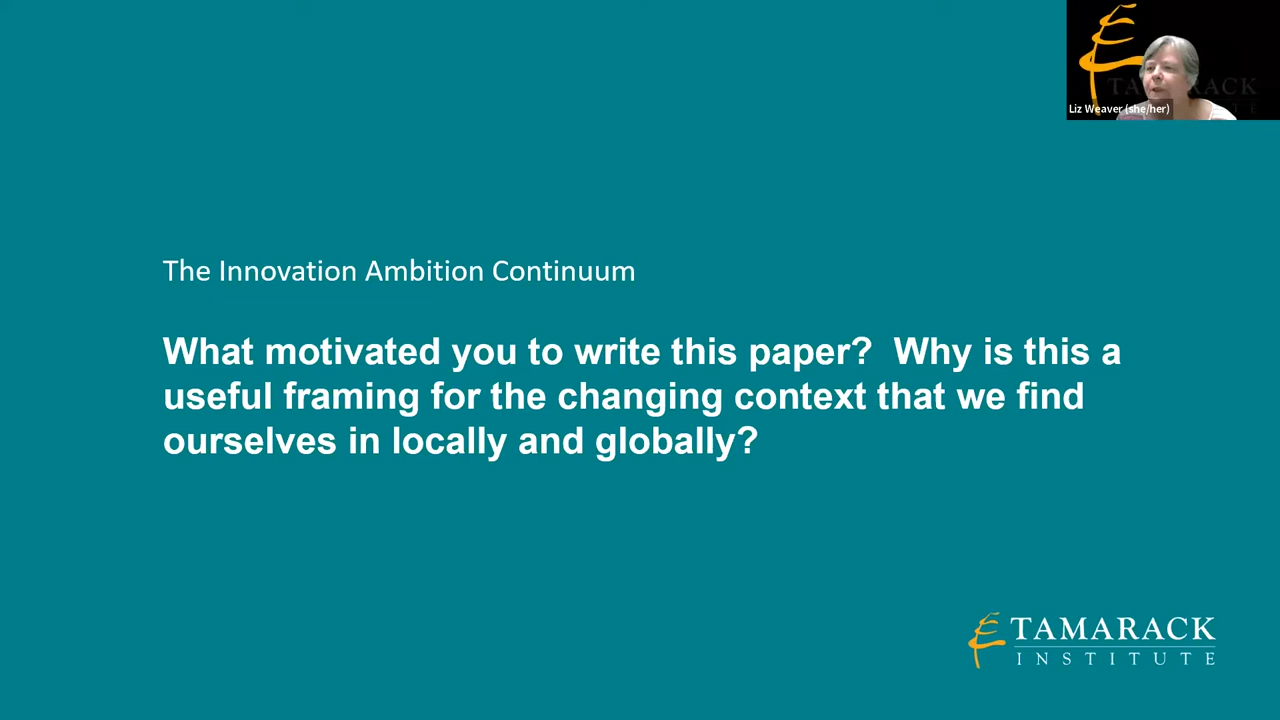 TAMARACK
Liz Weaver (she/her)
The Innovation Ambition Continuum
What motivated you to write this paper?  Why is this a
useful framing for the changing context that we find
ourselves in locally and globally?
TAMARACK
INSTITUTE